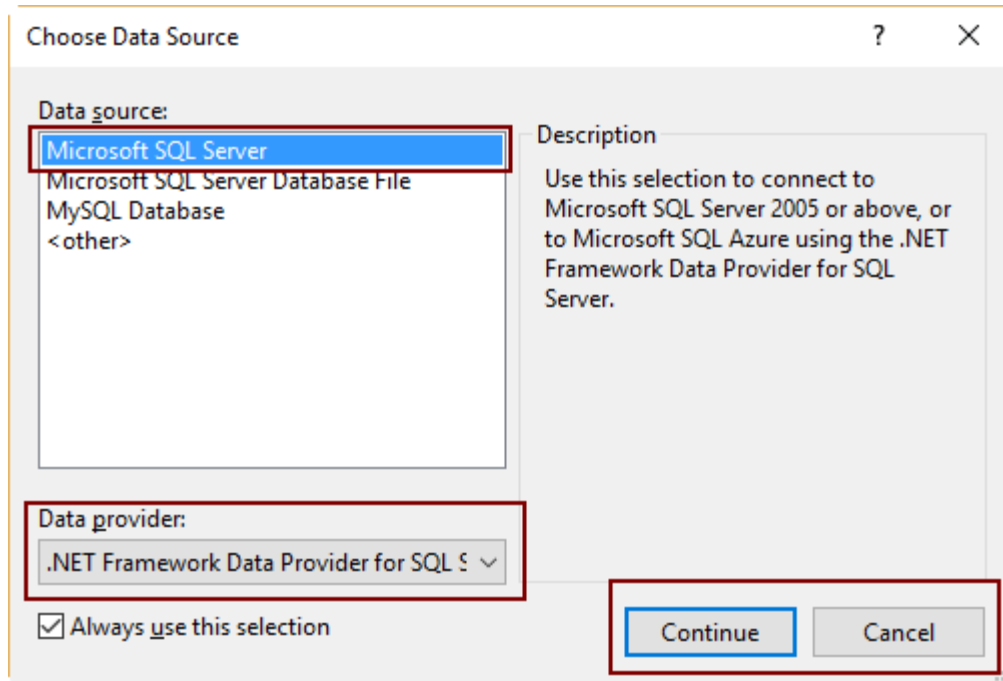 Choose Data Source
?
Data source:
Microsoft SQL Server
Microsoft SQL Server Database File
MySQL Database
<other>
Description
Use this selection to connect to
Microsoft SQL Server 2005 or above, or
to Microsoft SQL Azure using the .NET
Framework Data Provider for SQL
Server.
Data provider:
.NET Framework Data Provider for SQL S
Always use this selection
Continue
Cancel